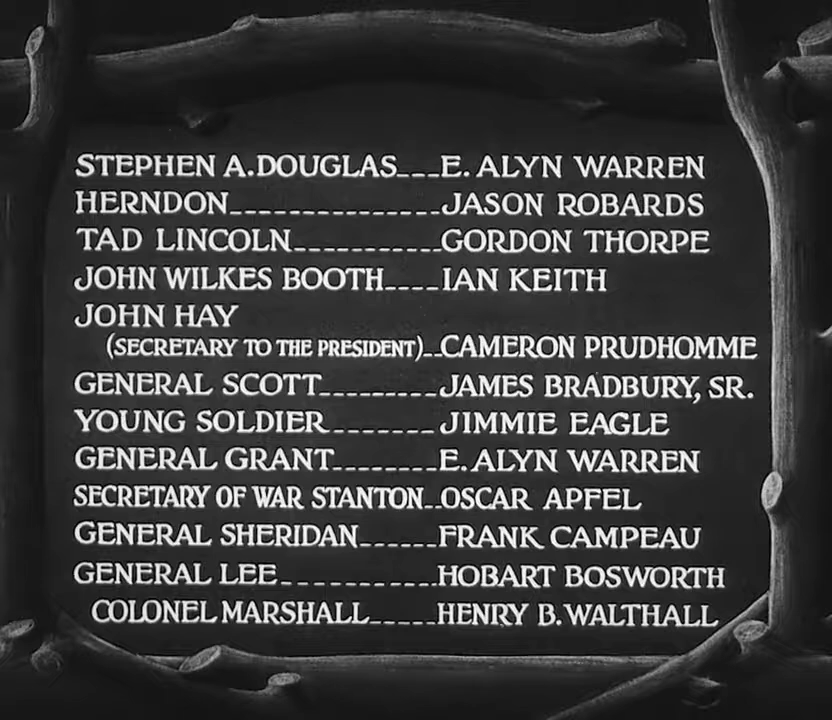 STEPHEN A. DOUGLAS___E. ALYN WARREN
HERNDON_______________JASON ROBARDS
TAD LINCOLN___________GORDON THORPE
JOHN WILKES BOOTH____IAN KEITH
JOHN HAY
(SECRETARY TO THE PRESIDENT)__CAMERON PRUDHOMME
GENERAL SCOTT_________JAMES BRADBURY, SR.
YOUNG SOLDIER________JIMMIE EAGLE
GENERAL GRANT________E. ALYN WARREN
SECRETARY OF WAR STANTON__OSCAR APFEL
GENERAL SHERIDAN______FRANK CAMPEAU
GENERAL LEE___________HOBART BOSWORTH
COLONEL MARSHALL_____HENRY B. WALTHALL